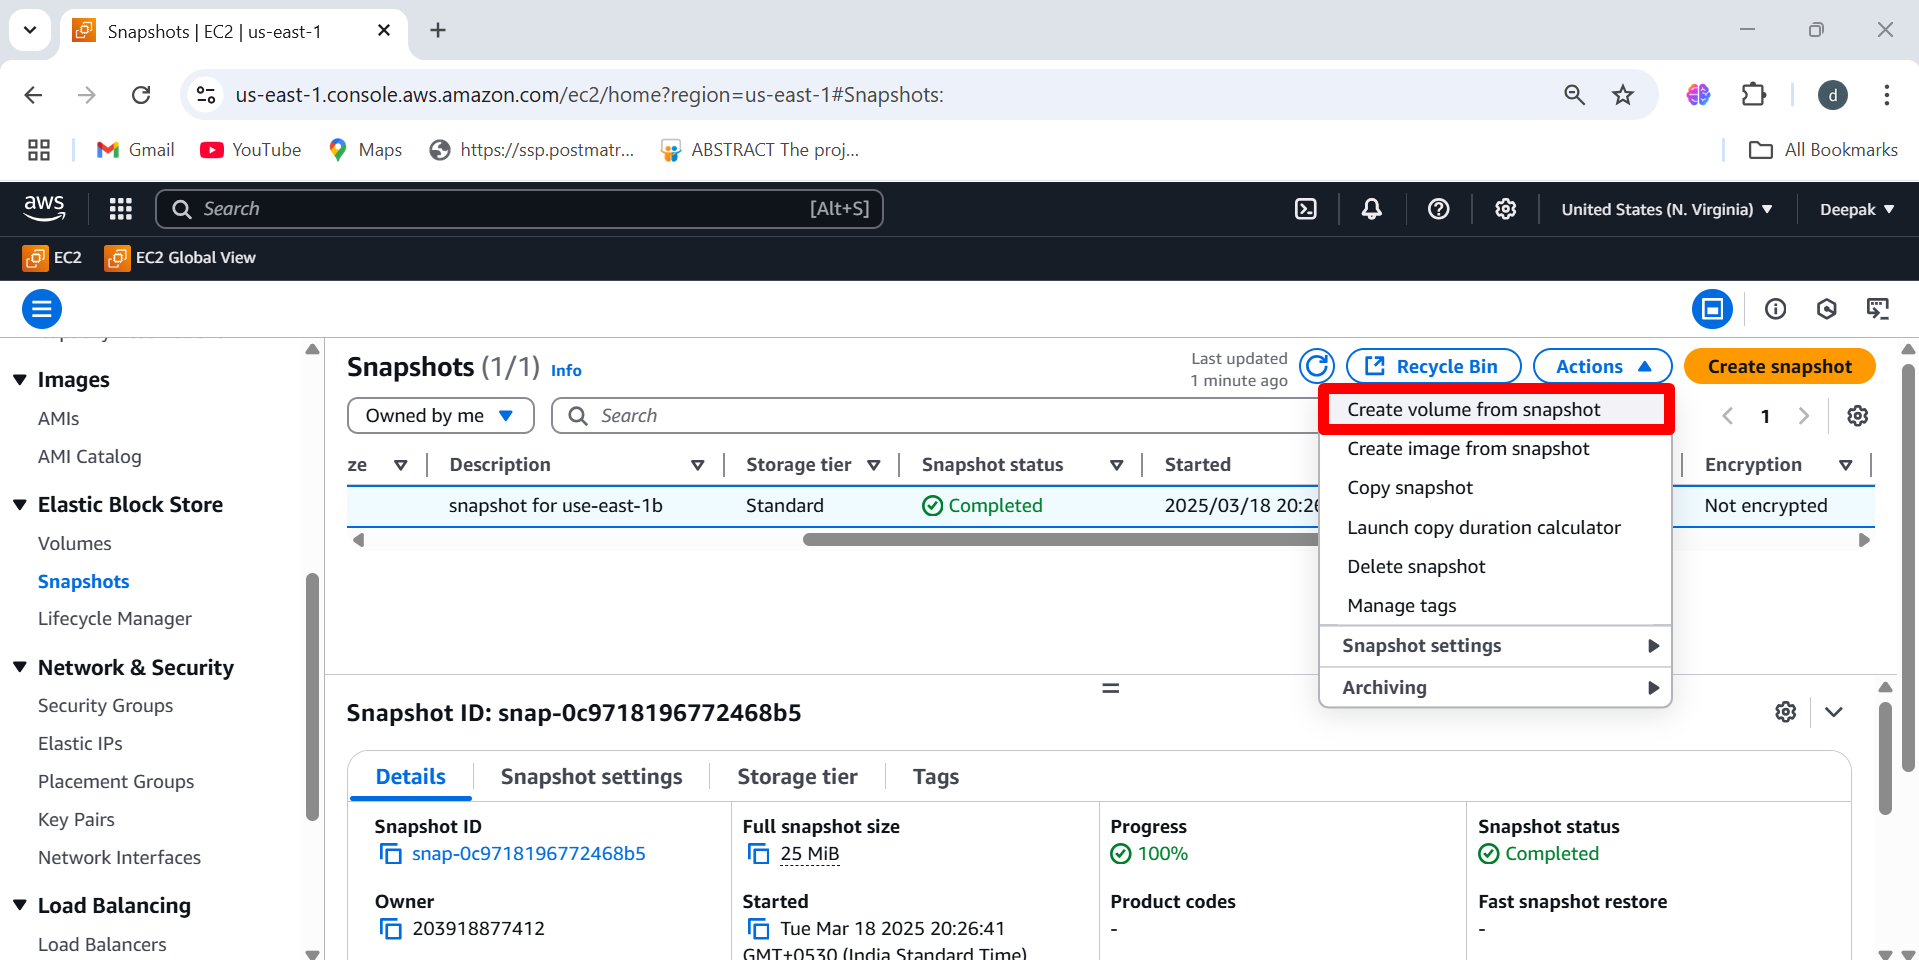 Snapshots | EC2 | us-east-1
us-east-1.console.aws.amazon.com/ec2/home?region=us-east-1#Snapshots:
d
Gmail
YouTube
Maps
https://ssp.postmatr...
ABSTRACT The proj...
All Bookmarks
aws
Search
[Alt+S]
United States (N. Virginia)
Deepak
EC2
EC2 Global View
Images
AMIs
AMI Catalog
Elastic Block Store
Volumes
Snapshots
Lifecycle Manager
Network & Security
Security Groups
Elastic IPs
Placement Groups
Key Pairs
Network Interfaces
Load Balancing
Load Balancers
Snapshots (1/1) Info
Last updated
1 minute ago
Recycle Bin
Actions
Create snapshot
Owned by me
Search
1
Create volume from snapshot
Create image from snapshot
Copy snapshot
Launch copy duration calculator
Delete snapshot
Manage tags
Snapshot settings
Archiving
ze Description Storage tier Snapshot status Started Encryption
snapshot for use-east-1b Standard Completed 2025/03/18 20:26 Not encrypted
Snapshot ID: snap-0c9718196772468b5
Details Snapshot settings Storage tier Tags
Snapshot ID
snap-0c9718196772468b5
Full snapshot size
25 MiB
Progress
100%
Snapshot status
Completed
Owner
203918877412
Started
Tue Mar 18 2025 20:26:41
GMT+0530 (India Standard Time)
Product codes
-
Fast snapshot restore
-